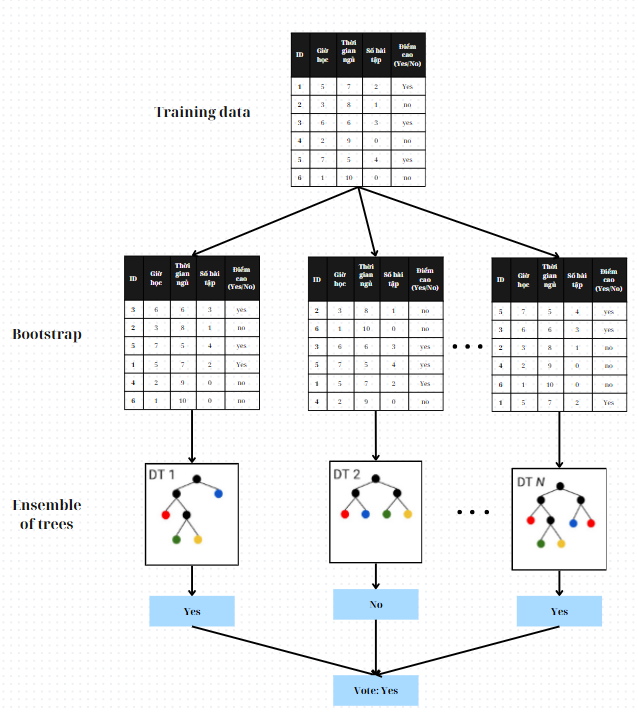 Training data
ID Giờ học Thời gian ngủ Số bài tập Điểm cao (Yes/No)
1 5 7 2 Yes
2 3 8 1 no
3 6 6 3 yes
4 2 9 0 no
5 7 5 4 yes
6 1 10 0 no
Bootstrap
ID Giờ học Thời gian ngủ Số bài tập Điểm cao (Yes/No)
3 6 6 3 yes
2 3 8 1 no
5 7 5 4 yes
1 5 7 2 Yes
4 2 9 0 no
6 1 10 0 no
ID Giờ học Thời gian ngủ Số bài tập Điểm cao (Yes/No)
2 3 8 1 no
6 1 10 0 no
3 6 6 3 yes
5 7 5 4 yes
1 5 7 2 Yes
4 2 9 0 no
ID Giờ học Thời gian ngủ Số bài tập Điểm cao (Yes/No)
5 7 5 4 yes
3 6 6 3 yes
2 3 8 1 no
4 2 9 0 no
6 1 10 0 no
1 5 7 2 Yes
Ensemble
of trees
DT 1
DT 2
DT N
Yes
No
Yes
Vote: Yes